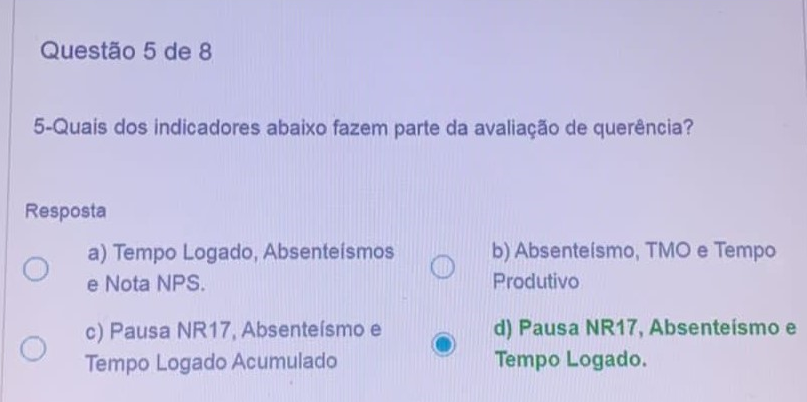 Questão 5 de 8
5-Quais dos indicadores abaixo fazem parte da avaliação de querência?
Resposta
a) Tempo Logado, Absenteísmos
e Nota NPS.
b) Absenteísmo, TMO e Tempo
Produtivo
c) Pausa NR17, Absenteísmo e
Tempo Logado Acumulado
d) Pausa NR17, Absenteísmo e
Tempo Logado.